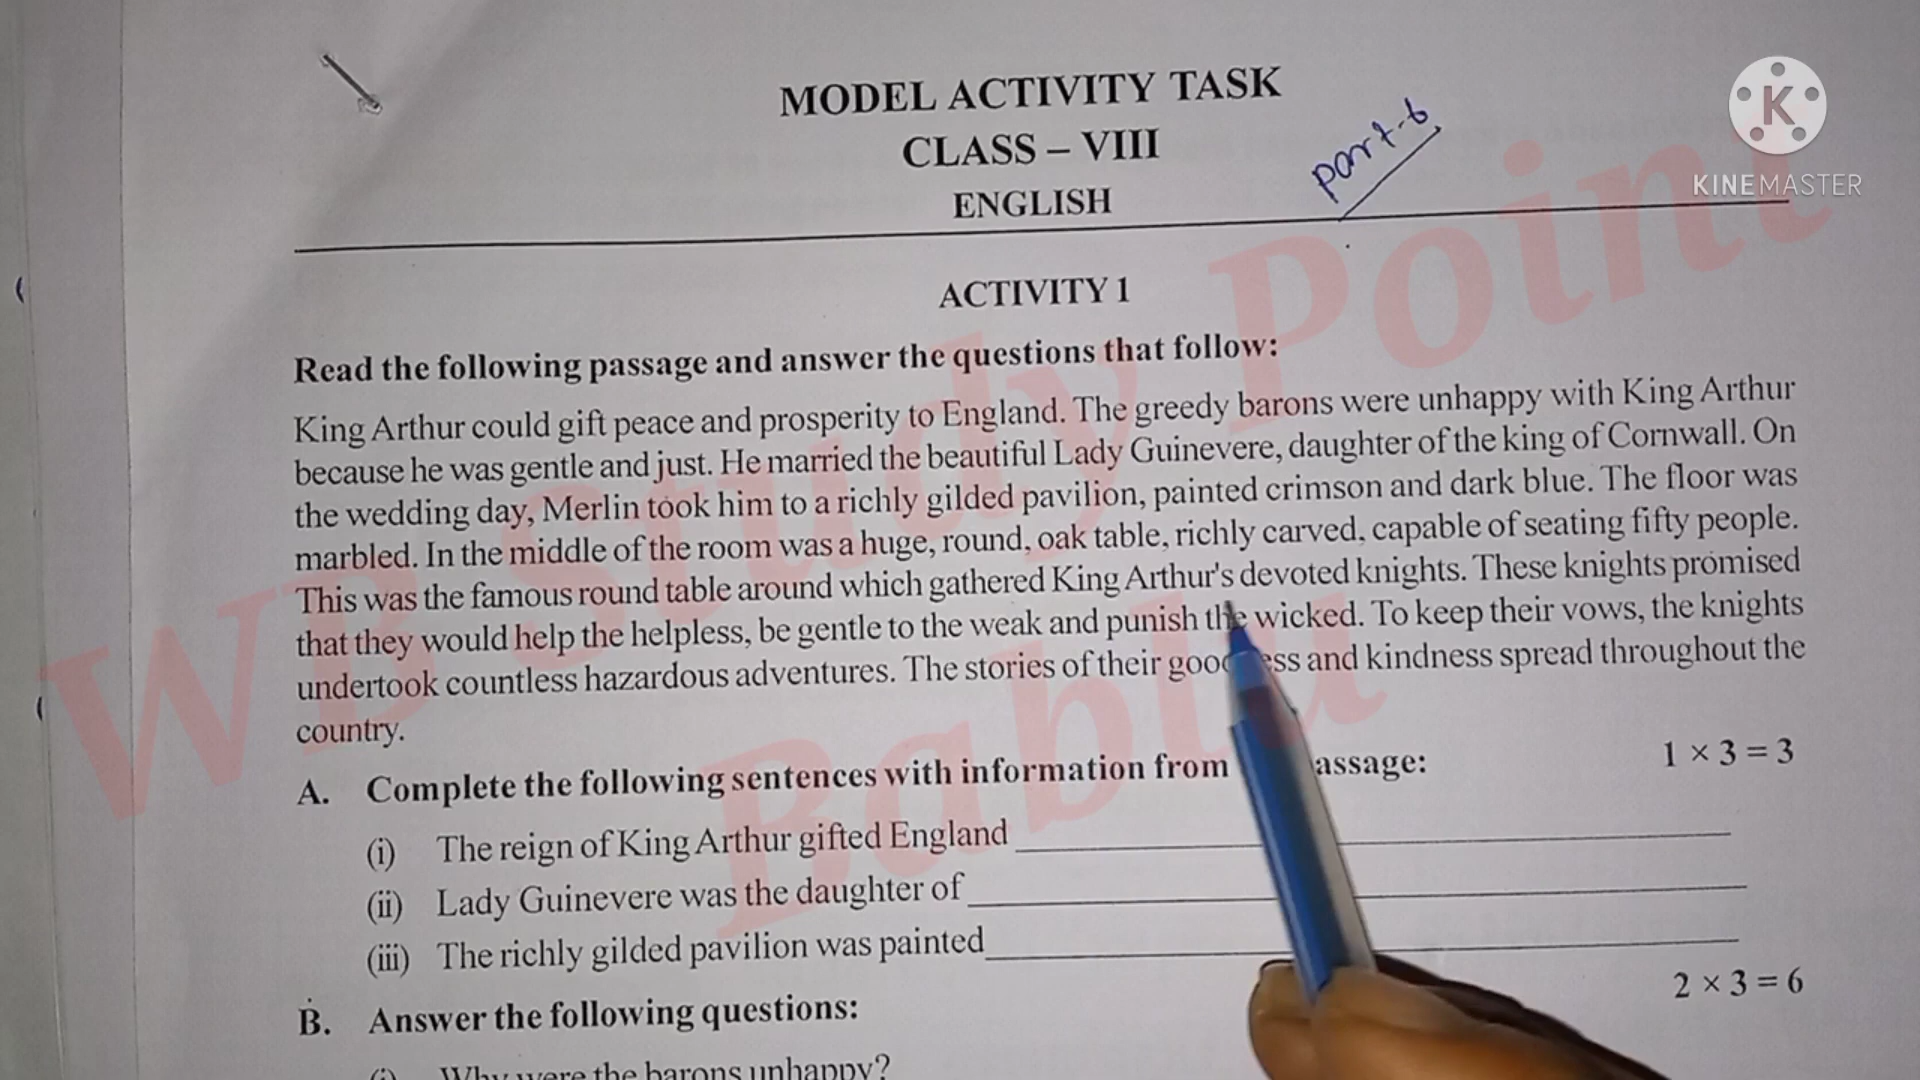 MODEL ACTIVITY TASK
CLASS – VIII
ENGLISH
part-6
K
KINEMASTER
ACTIVITY 1
Read the following passage and answer the questions that follow:
King Arthur could gift peace and prosperity to England. The greedy barons were unhappy with King Arthur
because he was gentle and just. He married the beautiful Lady Guinevere, daughter of the king of Cornwall. On
the wedding day, Merlin took him to a richly gilded pavilion, painted crimson and dark blue. The floor was
marbled. In the middle of the room was a huge, round, oak table, richly carved, capable of seating fifty people.
This was the famous round table around which gathered King Arthur's devoted knights. These knights promised
that they would help the helpless, be gentle to the weak and punish the wicked. To keep their vows, the knights
undertook countless hazardous adventures. The stories of their goodness and kindness spread throughout the
country.
A. Complete the following sentences with information from assage: 1 × 3 = 3
(i) The reign of King Arthur gifted England
(ii) Lady Guinevere was the daughter of
(iii) The richly gilded pavilion was painted
B. Answer the following questions: 2 × 3 = 6
(i) Why were the barons unhappy?
WB Study Point
Bablu